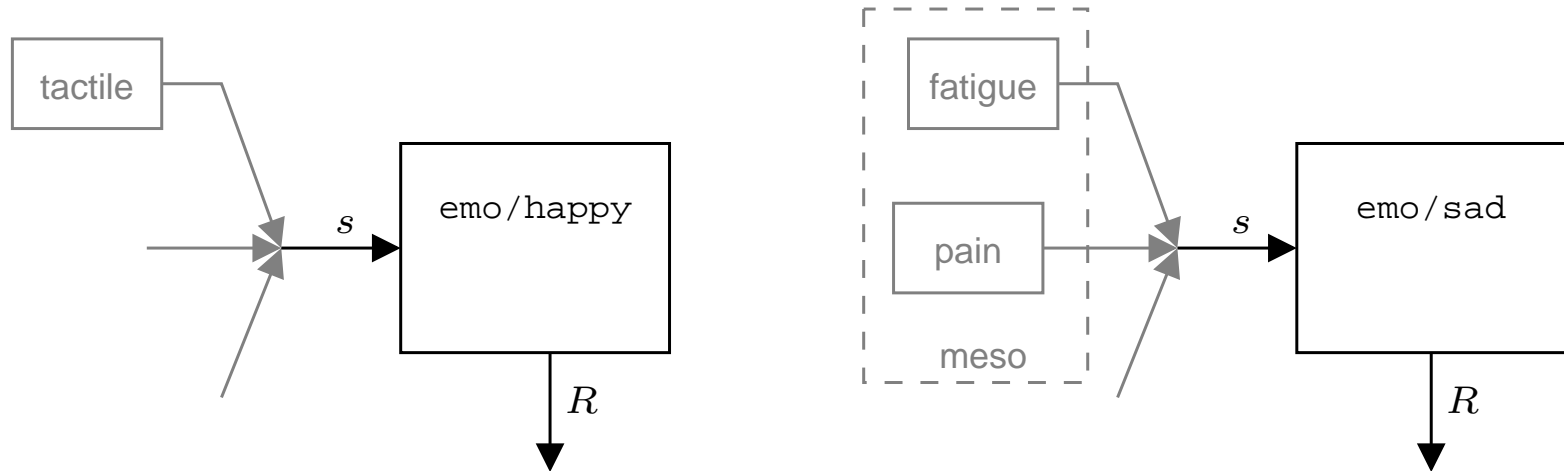 tactile
s
emo/happy
R
fatigue
pain
meso
s
emo/sad
R